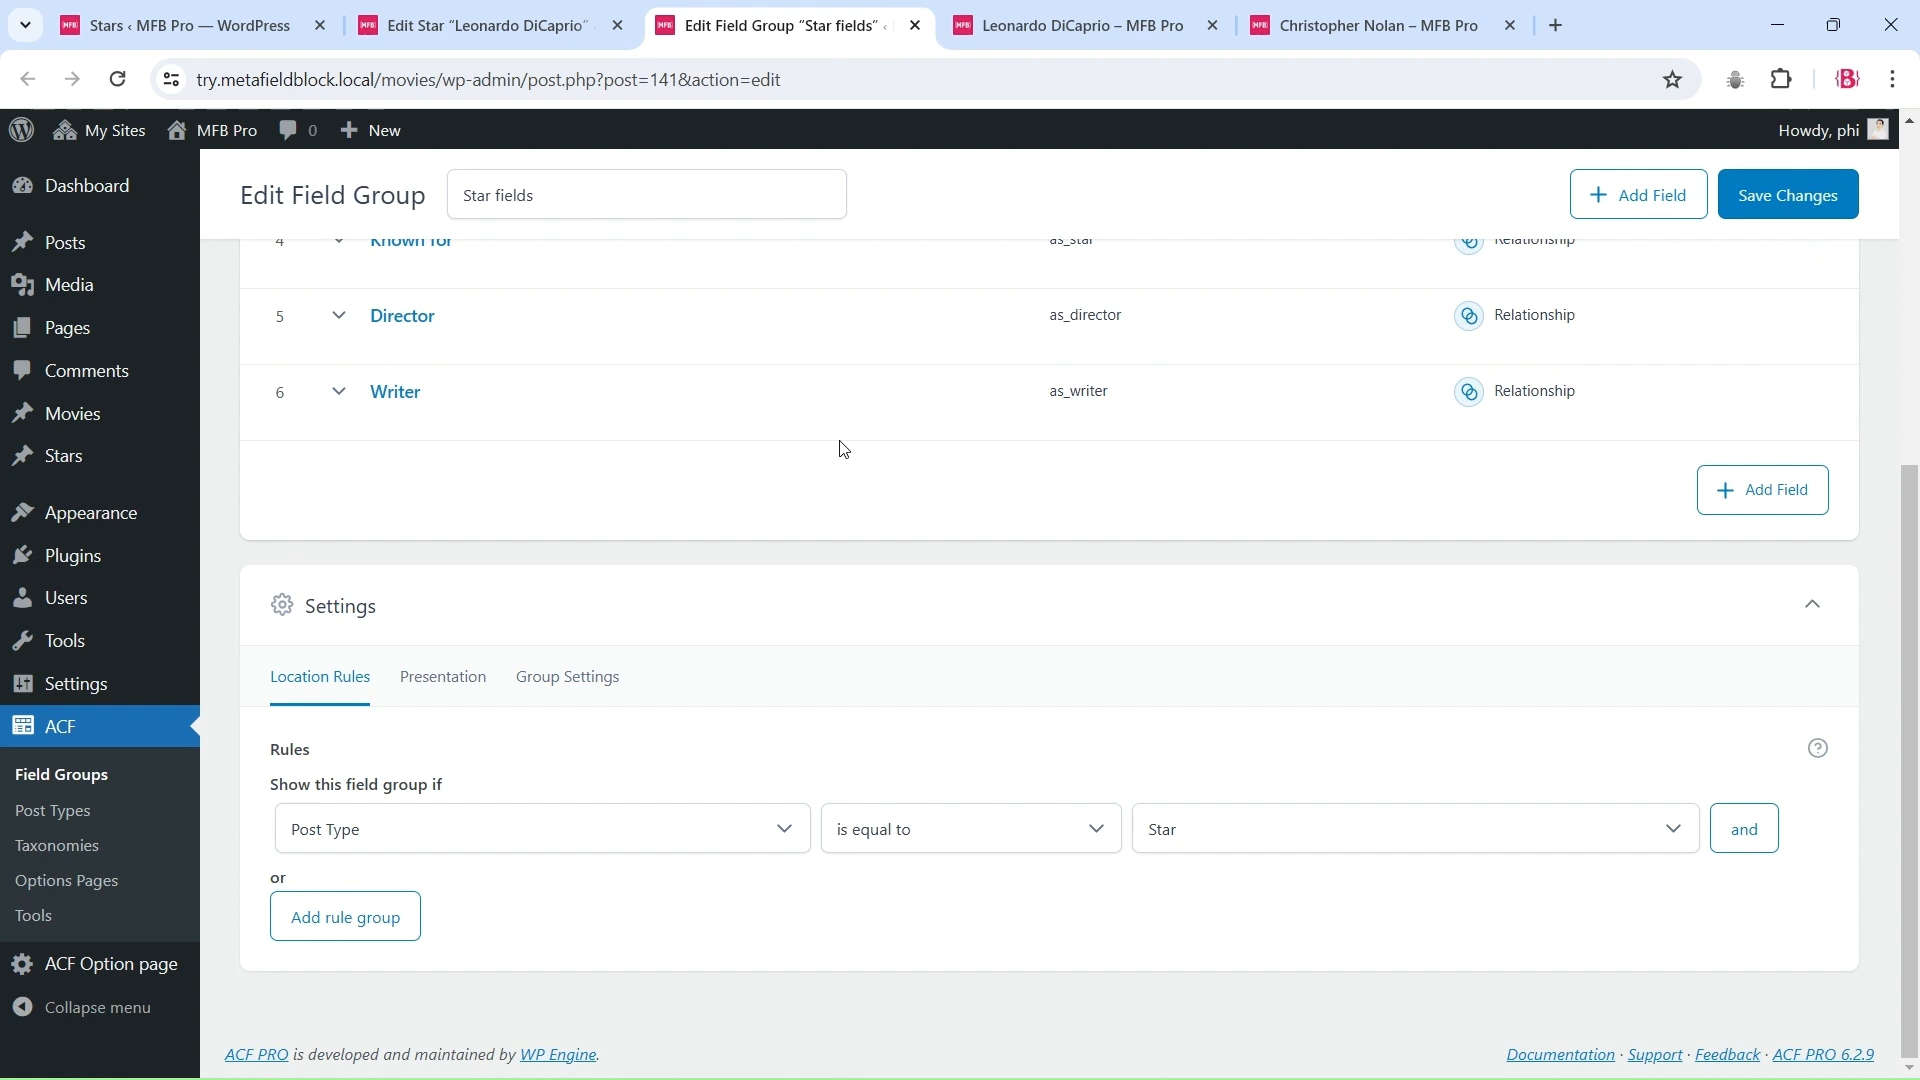 Stars ‹ MFB Pro — WordPress
Edit Star “Leonardo DiCaprio”
Edit Field Group “Star fields” ‹
Leonardo DiCaprio – MFB Pro
Christopher Nolan – MFB Pro
try.metafieldblock.local/movies/wp-admin/post.php?post=141&action=edit
My Sites
MFB Pro
0
New
Howdy, phi
Dashboard
Posts
Media
Pages
Comments
Movies
Stars
Appearance
Plugins
Users
Tools
Settings
ACF
Field Groups
Post Types
Taxonomies
Options Pages
Tools
ACF Option page
Collapse menu
Edit Field Group
Star fields
Add Field
Save Changes
4 Known for as_star Relationship
5 Director as_director Relationship
6 Writer as_writer Relationship
Add Field
Settings
Location Rules Presentation Group Settings
Rules
Show this field group if
Post Type is equal to Star and
or
Add rule group
ACF PRO is developed and maintained by WP Engine.
Documentation · Support · Feedback · ACF PRO 6.2.9